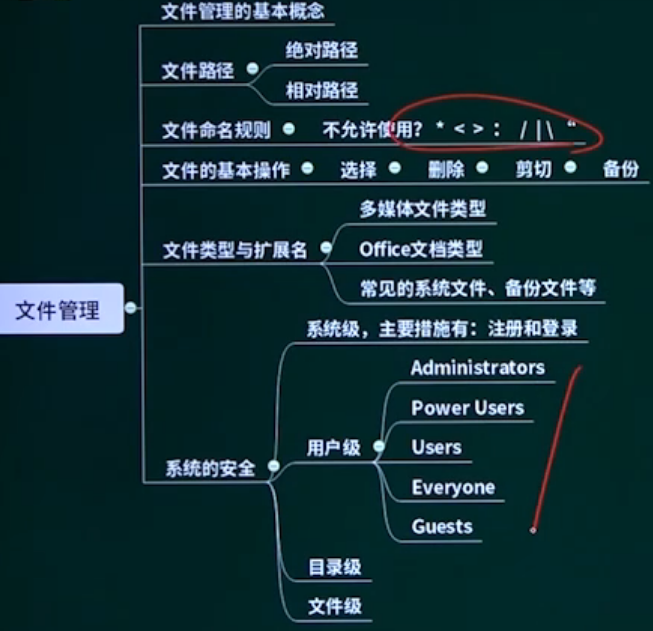 文件管理的基本概念
绝对路径
文件路径
相对路径
文件命名规则 不允许使用? * < > : / | \ “
文件的基本操作 选择 删除 剪切 备份
多媒体文件类型
文件类型与扩展名 Office文档类型
常见的系统文件、备份文件等
文件管理
系统级，主要措施有：注册和登录
Administrators
Power Users
用户级 Users
系统的安全
Everyone
Guests
目录级
文件级